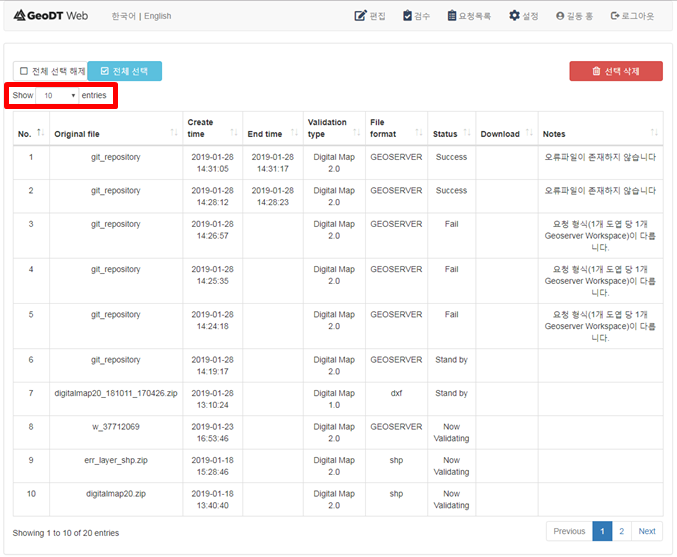 GeoDT Web 한국어 | English 편집 검수 요청목록 설정 길동 홍 로그아웃
전체 선택 해제 전체 선택 선택 삭제
Show 10 entries
No. Original file Create time End time Validation type File format Status Download Notes
1 git_repository 2019-01-28 14:31:05 2019-01-28 14:31:17 Digital Map 2.0 GEOSERVER Success 오류파일이 존재하지 않습니다
2 git_repository 2019-01-28 14:28:12 2019-01-28 14:28:23 Digital Map 2.0 GEOSERVER Success 오류파일이 존재하지 않습니다
3 git_repository 2019-01-28 14:26:57 Digital Map 2.0 GEOSERVER Fail 요청 형식(1개 도엽 당 1개 Geoserver Workspace)이 다릅니다.
4 git_repository 2019-01-28 14:25:35 Digital Map 2.0 GEOSERVER Fail 요청 형식(1개 도엽 당 1개 Geoserver Workspace)이 다릅니다.
5 git_repository 2019-01-28 14:24:18 Digital Map 2.0 GEOSERVER Fail 요청 형식(1개 도엽 당 1개 Geoserver Workspace)이 다릅니다.
6 git_repository 2019-01-28 14:19:17 Digital Map 2.0 GEOSERVER Stand by
7 digitalmap20_181011_170426.zip 2019-01-28 13:10:24 Digital Map 1.0 dxf Stand by
8 w_37712069 2019-01-23 16:53:46 Digital Map 2.0 GEOSERVER Now Validating
9 err_layer_shp.zip 2019-01-18 15:28:46 Digital Map 2.0 shp Now Validating
10 digitalmap20.zip 2019-01-18 13:40:40 Digital Map 2.0 shp Now Validating
Showing 1 to 10 of 20 entries Previous 1 2 Next